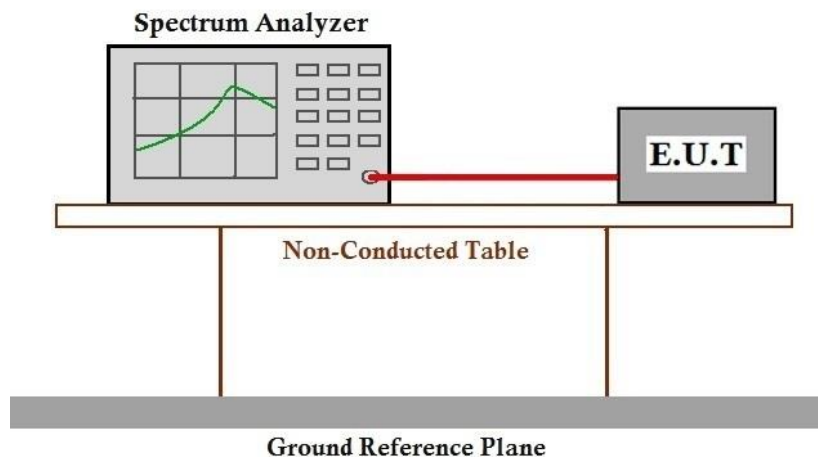 Spectrum Analyzer
E.U.T
Non-Conducted Table
Ground Reference Plane